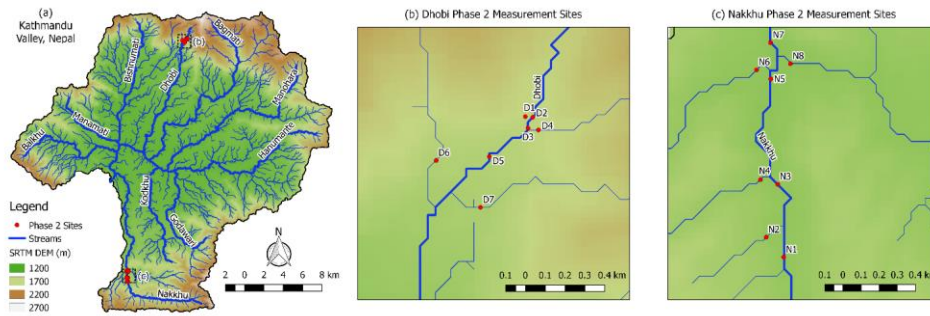 (a)
Kathmandu
Valley, Nepal
Bishnumati
Dhobi
Bagmati
(b)
Manohara
Manamati
Balkhu
Hanumante
Kodkhu
Godawari
(c)
Nakkhu
Legend
Phase 2 Sites
Streams
SRTM DEM (m)
1200
1700
2200
2700
N
2 0 2 4 6 8 km
(b) Dhobi Phase 2 Measurement Sites
Dhobi
D1
D2
D3
D4
D5
D6
D7
0.1 0 0.1 0.2 0.3 0.4 km
(c) Nakkhu Phase 2 Measurement Sites
N7
N8
N6
N5
Nakkhu
N4
N3
N2
N1
0.1 0 0.1 0.2 0.3 0.4 km